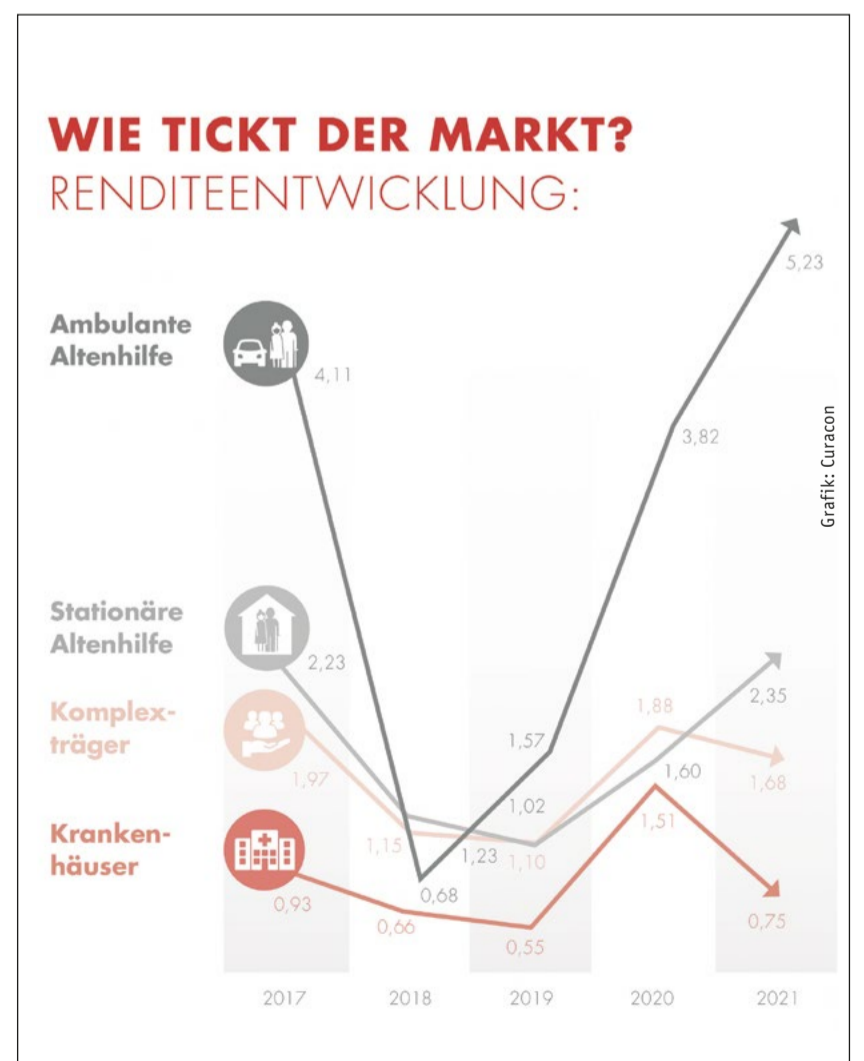 WIE TICKT DER MARKT?
RENDITEENTWICKLUNG:
5,23
Ambulante
Altenhilfe
4,11
3,82
Grafik: Curacon
Stationäre
Altenhilfe
2,23
2,35
Komplex-
träger
1,88
1,57
1,97
1,60
1,68
1,02
1,51
Kranken-
häuser
1,15
1,23
1,10
0,68
0,93
0,66
0,55
0,75
2017
2018
2019
2020
2021